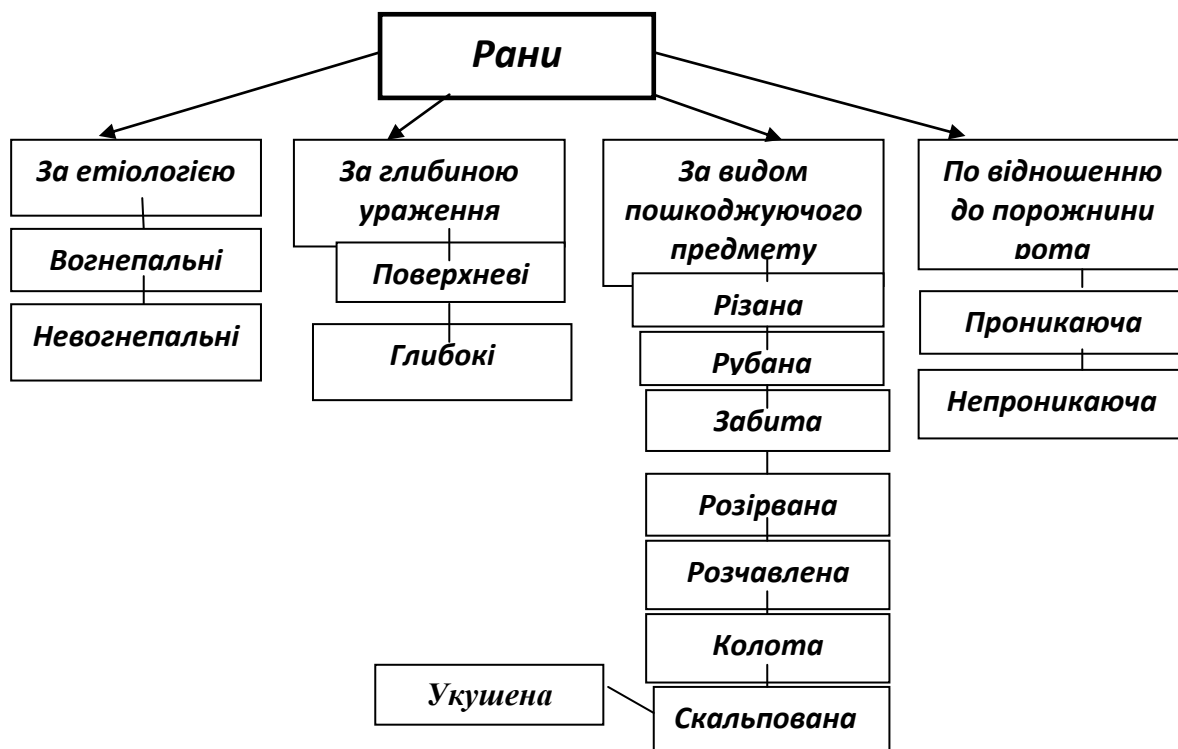 Рани
За етіологією
Вогнепальні
Невогнепальні
За глибиною
ураження
Поверхневі
Глибокі
За видом
пошкоджуючого
предмету
Різана
Рубана
Забита
Розірвана
Розчавлена
Колота
Скальпована
Укушена
По відношенню
до порожнини
рота
Проникаюча
Непроникаюча